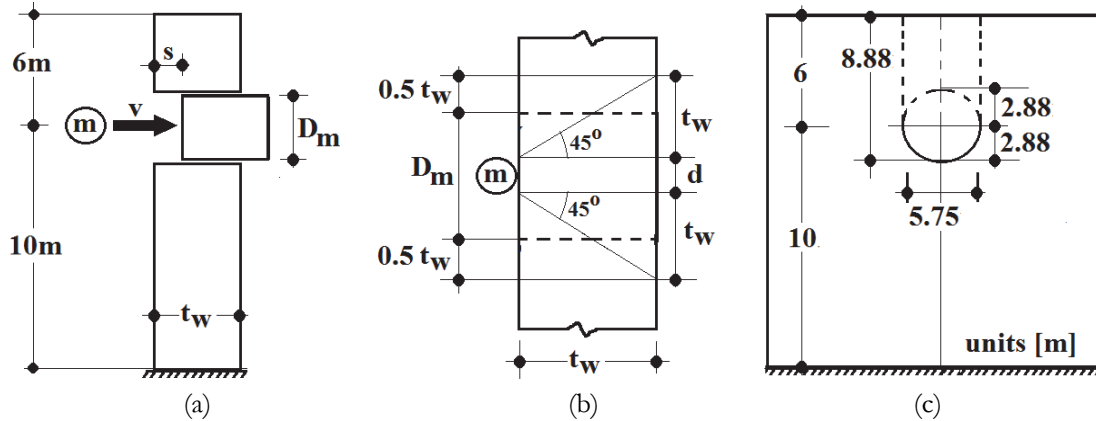 6m
s
v
m
D_m
10m
t_w
(a)
0.5 t_w
t_w
45°
D_m
m
d
45°
t_w
0.5 t_w
t_w
(b)
6
8.88
2.88
2.88
5.75
10
units [m]
(c)